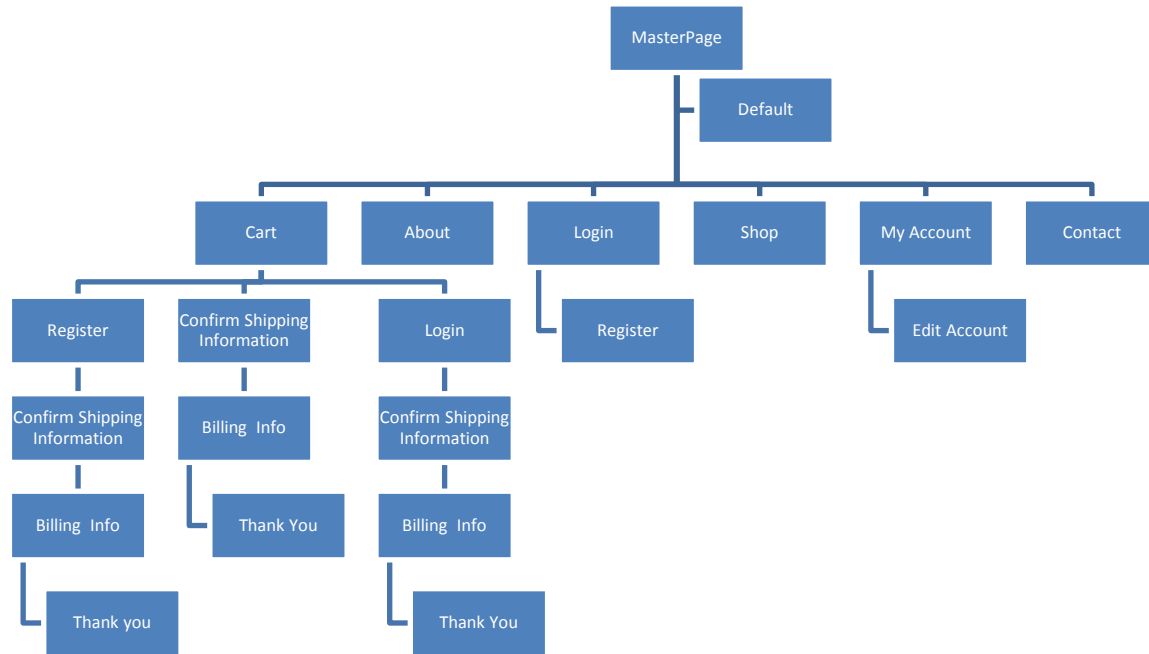 MasterPage
Default
Cart
About
Login
Shop
My Account
Contact
Register
Confirm Shipping
Information
Login
Register
Edit Account
Confirm Shipping
Information
Billing  Info
Confirm Shipping
Information
Billing  Info
Thank You
Billing  Info
Thank you
Thank You